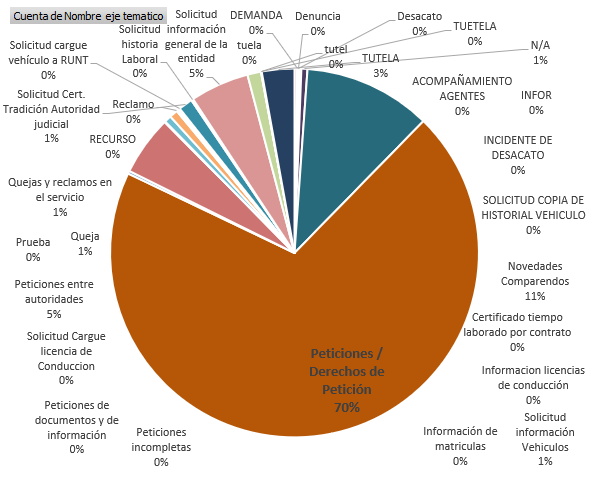 Cuenta de Nombre eje tematico
Solicitud cargue
vehículo a RUNT
0%
Solicitud
historia
Laboral
0%
Solicitud
información
general de la
entidad
5%
tuela
0%
DEMANDA
0%
Denuncia
0%
tutel
0%
Desacato
0%
TUTELA
3%
TUETELA
0%
N/A
1%
Solicitud Cert.
Tradición Autoridad
judicial
1%
Reclamo
0%
RECURSO
0%
Quejas y reclamos en
el servicio
1%
Prueba
0%
Queja
1%
Peticiones entre
autoridades
5%
Solicitud Cargue
licencia de
Conduccion
0%
Peticiones de
documentos y de
información
0%
Peticiones
incompletas
0%
Peticiones /
Derechos de
Petición
70%
ACOMPAÑAMIENTO
AGENTES
0%
INFOR
0%
INCIDENTE DE
DESACATO
0%
SOLICITUD COPIA DE
HISTORIAL VEHICULO
0%
Novedades
Comparendos
11%
Certificado tiempo
laborado por contrato
0%
Informacion licencias
de conducción
0%
Información de
matriculas
0%
Solicitud
información
Vehiculos
1%